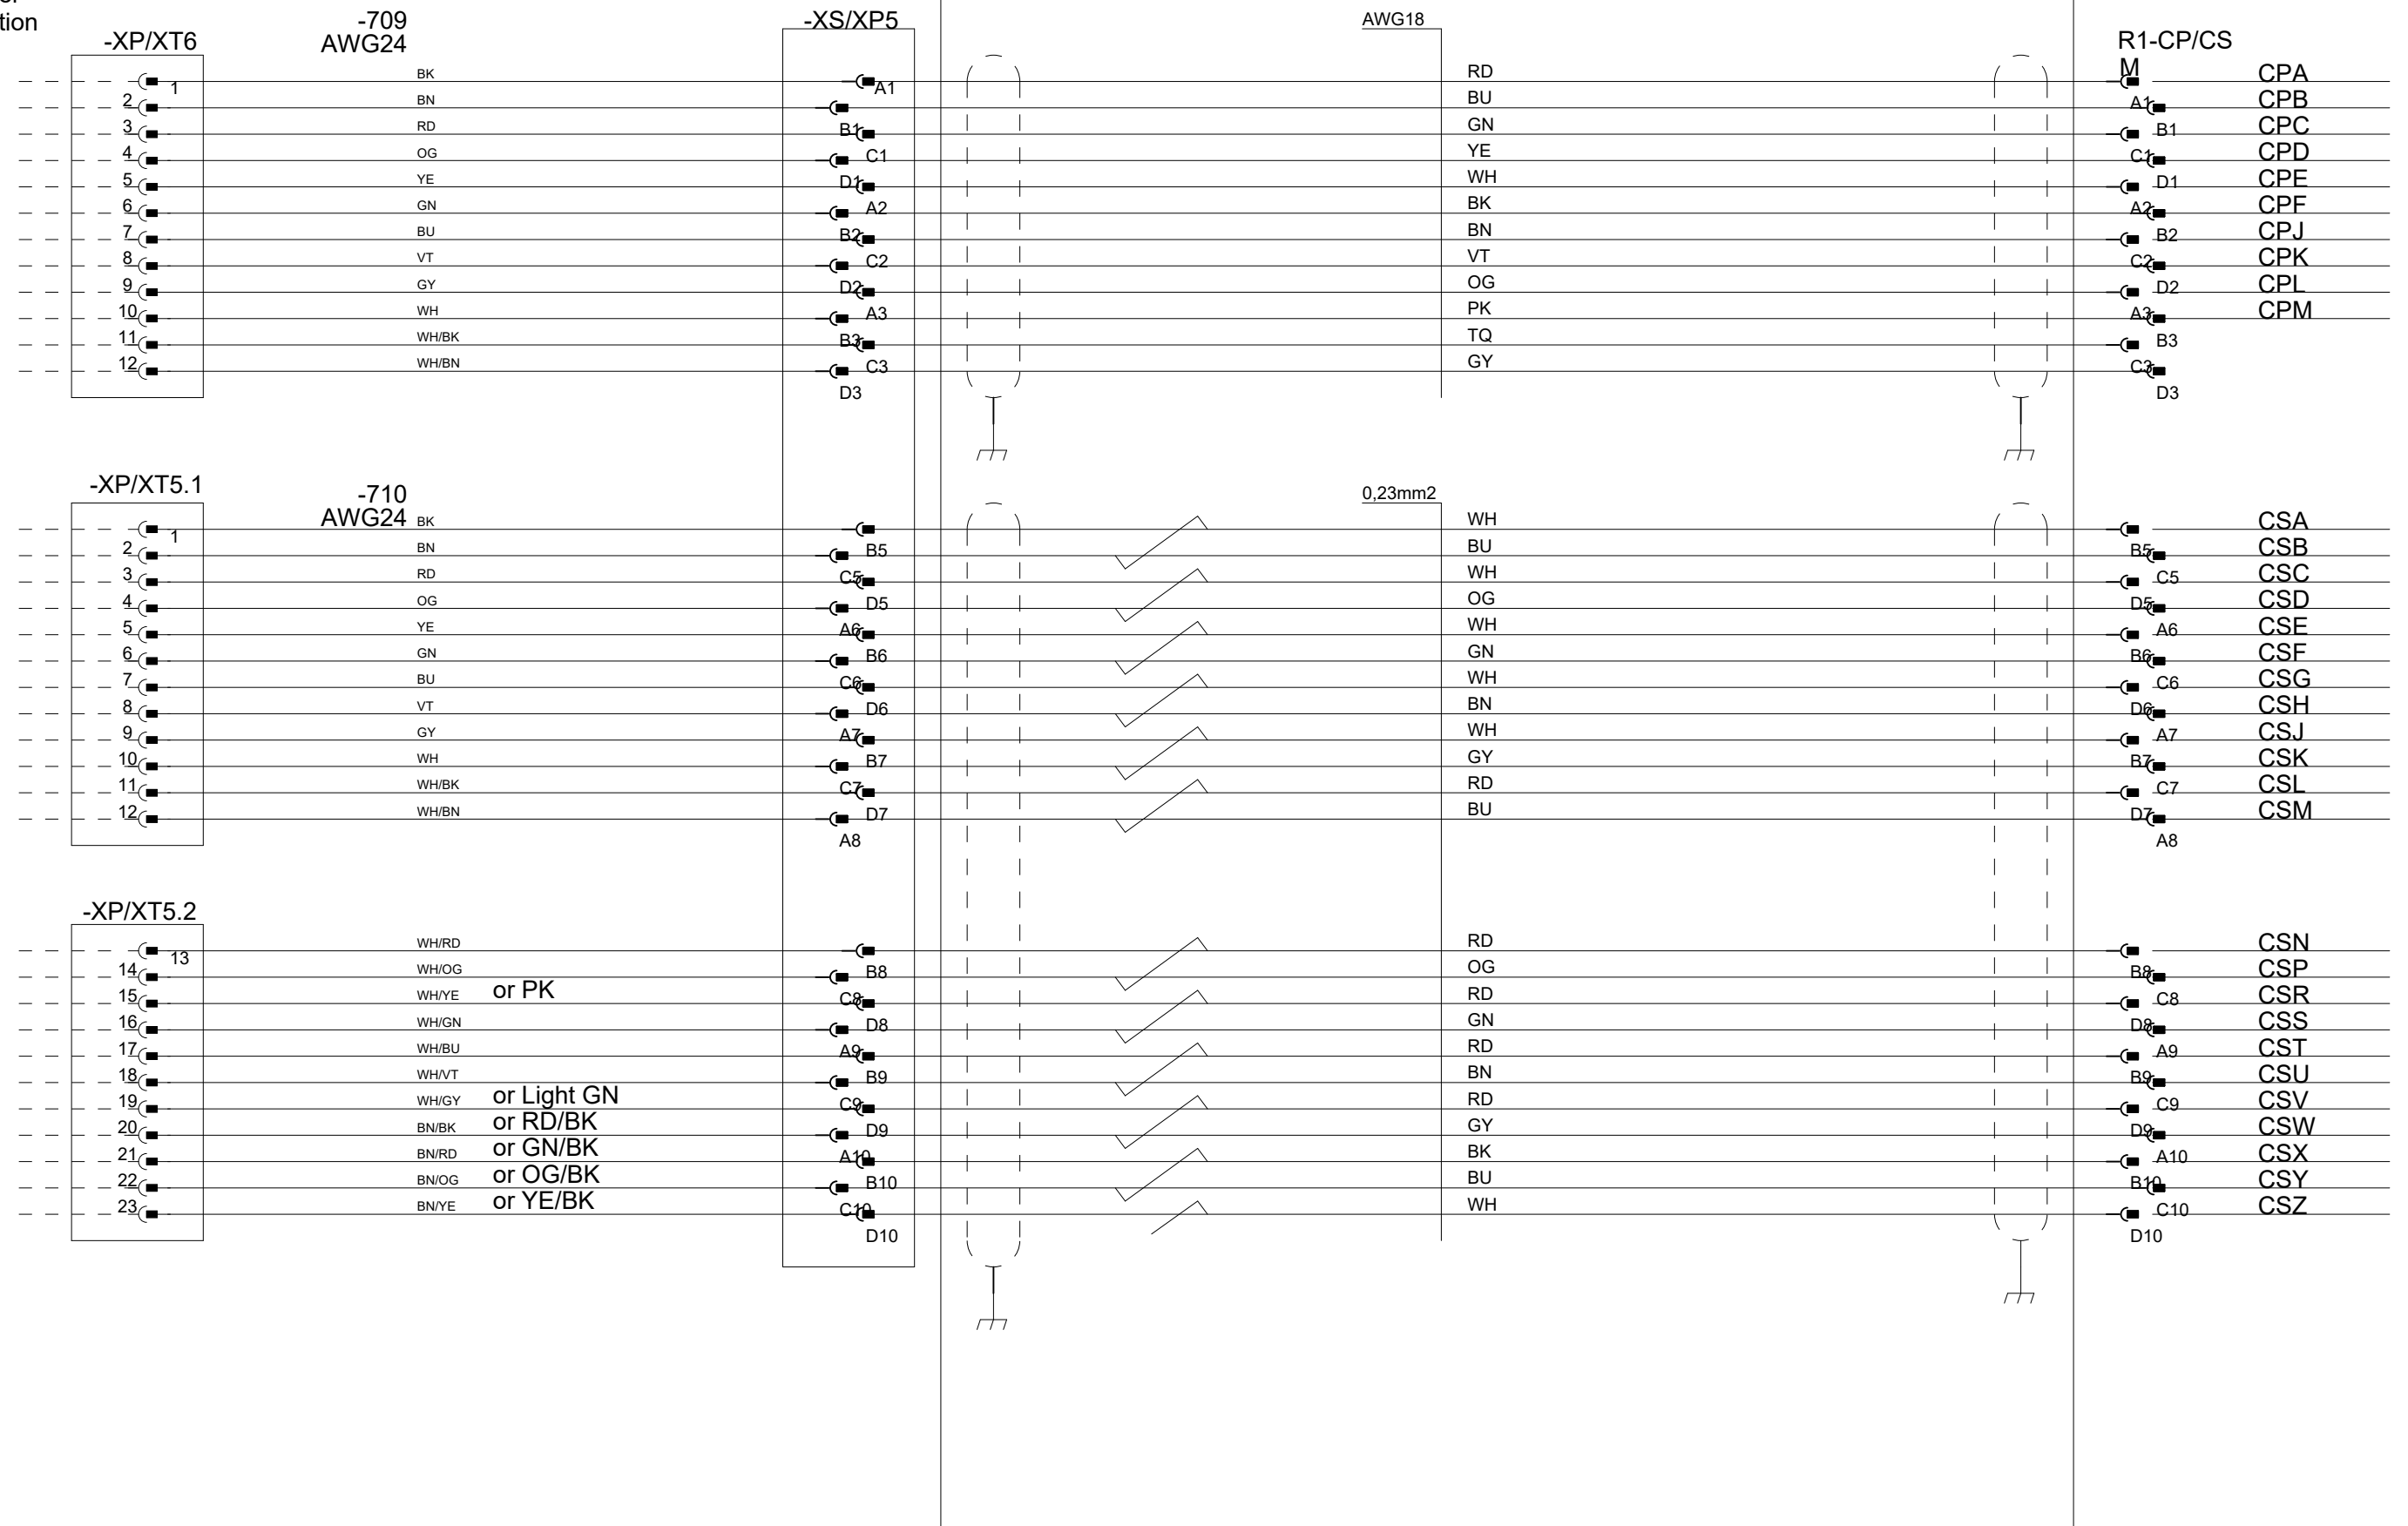 tion
-709
-XS/XP5
AWG18
-XP/XT6
AWG24
R1-CP/CS
M
BK
RD
CPA
1
A1
2
BN
BU
A1
CPB
3
RD
B1
GN
B1
CPC
4
OG
C1
YE
C1
CPD
5
YE
D1
WH
D1
CPE
6
GN
A2
BK
A2
CPF
7
BU
B2
BN
B2
CPJ
8
VT
C2
VT
C2
CPK
9
GY
D2
OG
D2
CPL
10
WH
A3
PK
A3
CPM
11
WH/BK
B3
TQ
B3
12
WH/BN
C3
GY
C3
D3
D3
-XP/XT5.1
-710
0,23mm2
AWG24
BK
WH
CSA
1
2
BN
B5
BU
B5
CSB
3
RD
C5
WH
C5
CSC
4
OG
D5
OG
D5
CSD
5
YE
A6
WH
A6
CSE
6
GN
B6
GN
B6
CSF
7
BU
C6
WH
C6
CSG
8
VT
D6
BN
D6
CSH
9
GY
A7
WH
A7
CSJ
10
WH
B7
GY
B7
CSK
11
WH/BK
C7
RD
C7
CSL
12
WH/BN
D7
BU
D7
CSM
A8
A8
-XP/XT5.2
WH/RD
RD
CSN
13
14
WH/OG
B8
OG
B8
CSP
15
WH/YE
or PK
C8
RD
C8
CSR
16
WH/GN
D8
GN
D8
CSS
17
WH/BU
A9
RD
A9
CST
18
WH/VT
B9
BN
B9
CSU
19
WH/GY
or Light GN
C9
RD
C9
CSV
20
BN/BK
or RD/BK
D9
GY
D9
CSW
21
BN/RD
or GN/BK
A10
BK
A10
CSX
22
BN/OG
or OG/BK
B10
BU
B10
CSY
23
BN/YE
or YE/BK
C10
WH
C10
CSZ
D10
D10